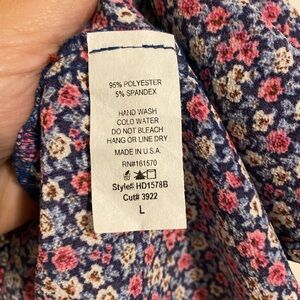 95% POLYESTER
5% SPANDEX
HAND WASH
COLD WATER
DO NOT BLEACH
HANG OR LINE DRY
MADE IN U.S.A.
RN#161570
Style# HD1578B
Cut# 3922
L